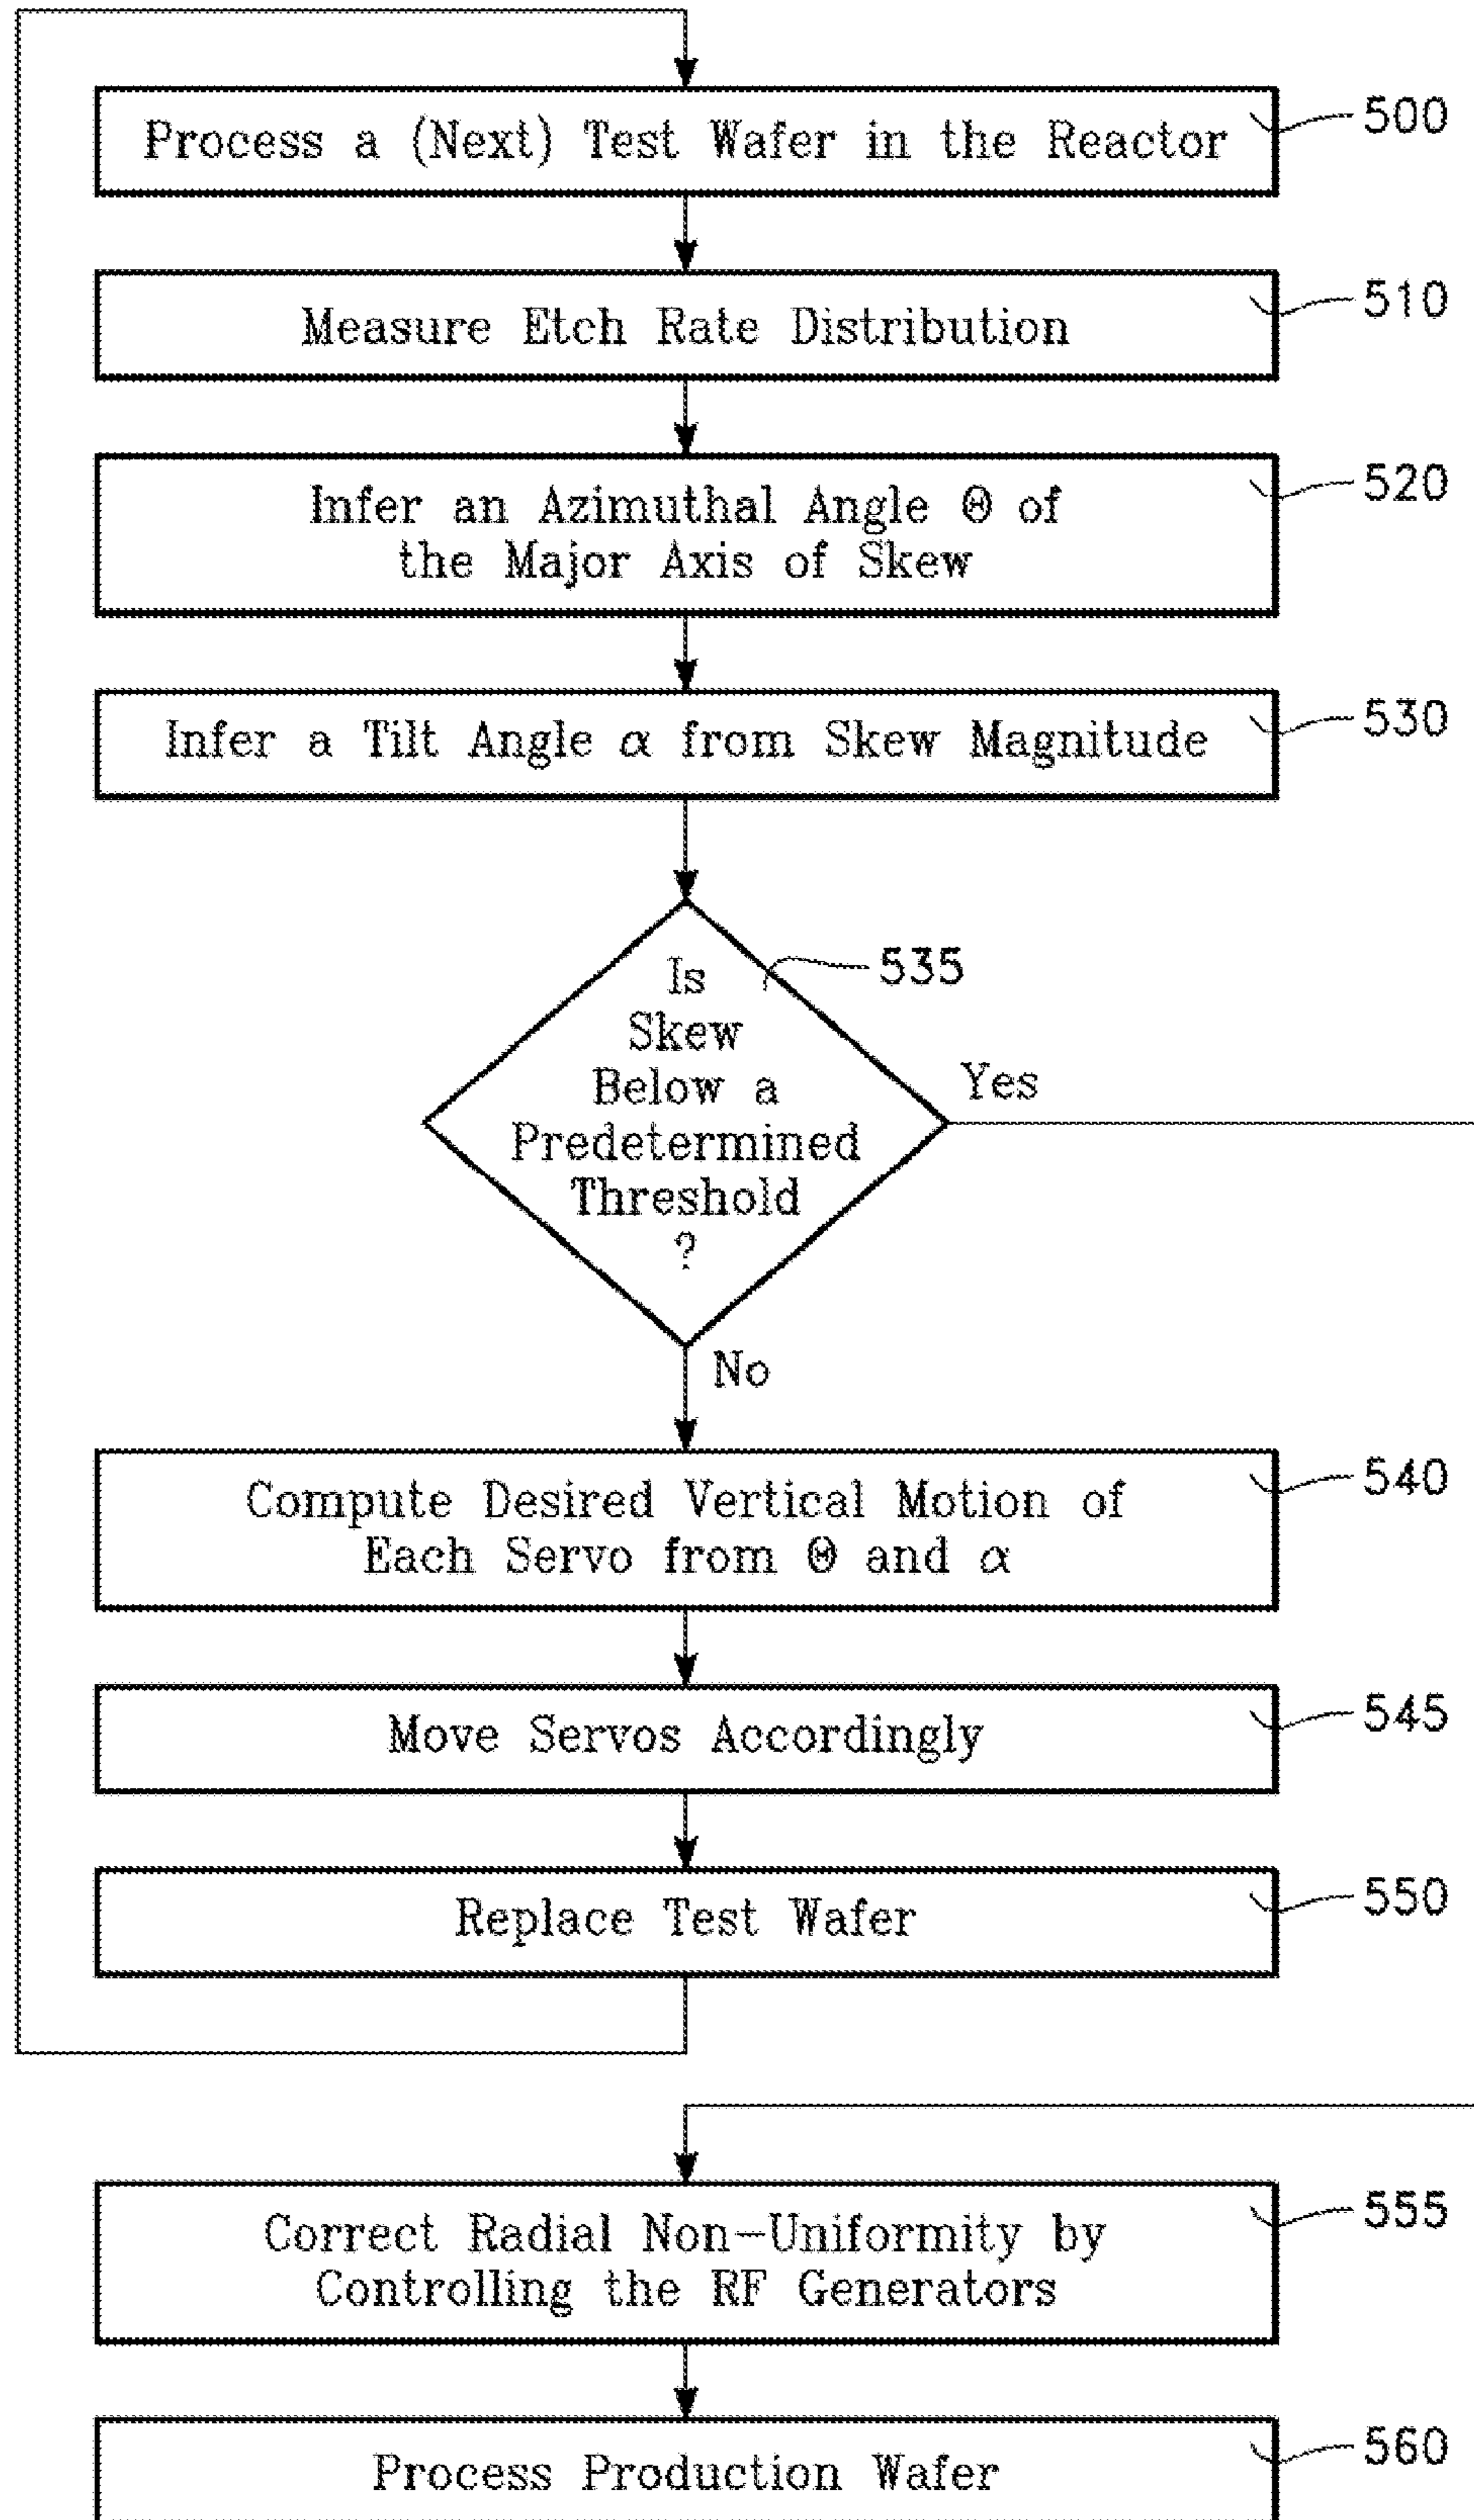 Process a (Next) Test Wafer in the Reactor
500
Measure Etch Rate Distribution
510
Infer an Azimuthal Angle Θ of
the Major Axis of Skew
520
Infer a Tilt Angle α from Skew Magnitude
530
Is
Skew
Below a
Predetermined
Threshold
?
535
Yes
No
Compute Desired Vertical Motion of
Each Servo from Θ and α
540
Move Servos Accordingly
545
Replace Test Wafer
550
Correct Radial Non-Uniformity by
Controlling the RF Generators
555
Process Production Wafer
560